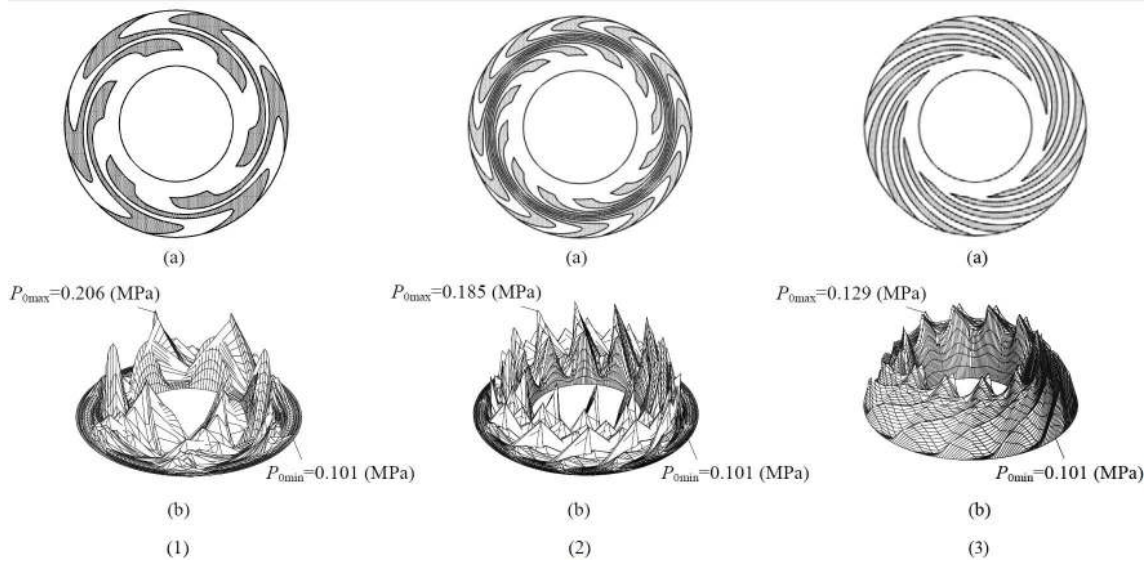 (a) (a) (a)
P0max=0.206 (MPa) P0max=0.185 (MPa) P0max=0.129 (MPa)
P0min=0.101 (MPa) P0min=0.101 (MPa) P0min=0.101 (MPa)
(b) (b) (b)
(1) (2) (3)